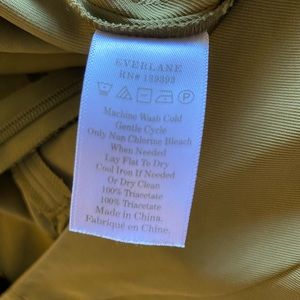 EVERLANE
RN# 139393
Machine Wash Cold
Gentle Cycle
Only Non Chlorine Bleach
When Needed
Lay Flat To Dry
Cool Iron If Needed
Or Dry Clean
100% Triacetate
100% Triacetate
Made in China.
Fabriqué en Chine.